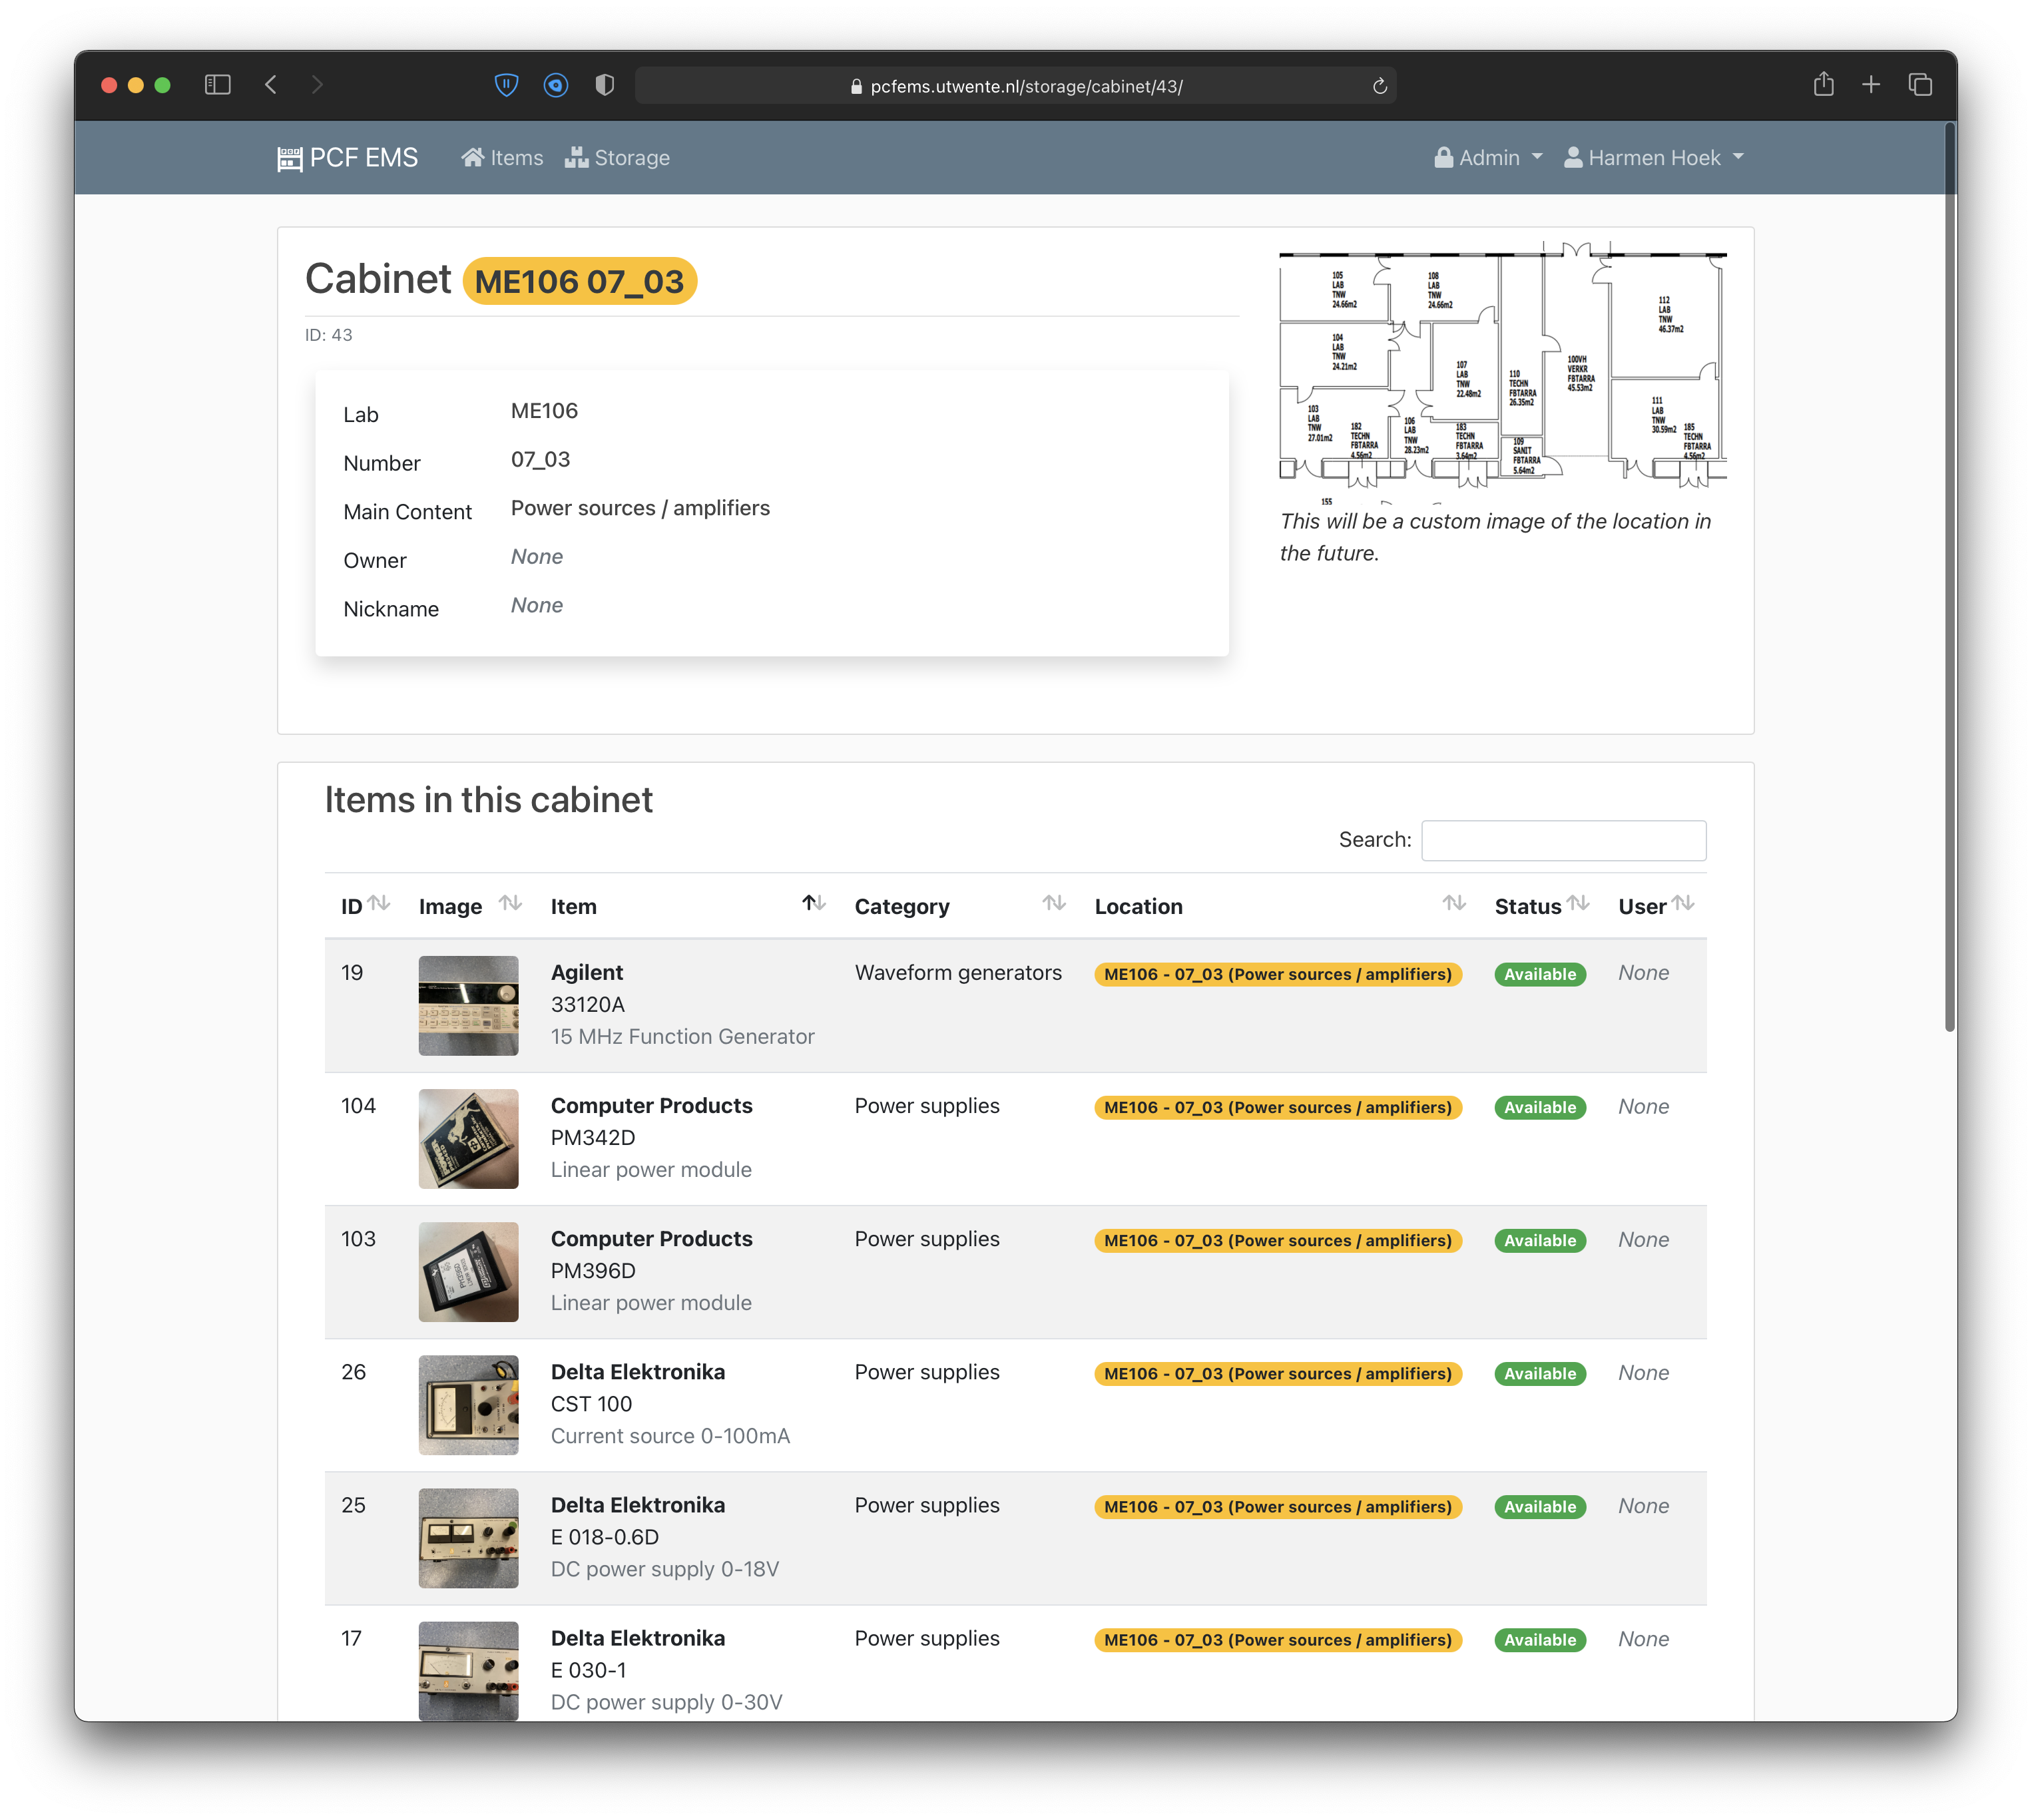 pcfems.utwente.nl/storage/cabinet/43/
PCF EMS Items Storage Admin Harmen Hoek
Cabinet ME106 07_03
ID: 43
Lab ME106
Number 07_03
Main Content Power sources / amplifiers
Owner None
Nickname None
105
LAB
TNW
24.66m2
108
LAB
TNW
24.66m2
112
LAB
TNW
46.37m2
104
LAB
TNW
24.21m2
107
LAB
TNW
22.48m2
110
TECHN
FBTARRA
26.35m2
100VH
VERKR
FBTARRA
45.53m2
103
LAB
TNW
27.01m2
182
TECHN
FBTARRA
4.56m2
106
LAB
TNW
28.23m2
183
TECHN
FBTARRA
3.64m2
109
SANIT
FBTARRA
5.64m2
111
LAB
TNW
30.59m2
185
TECHN
FBTARRA
4.56m2
155
This will be a custom image of the location in
the future.
Items in this cabinet
Search:
ID Image Item Category Location Status User
19 Agilent Waveform generators ME106 - 07_03 (Power sources / amplifiers) Available None
33120A
15 MHz Function Generator
104 Computer Products Power supplies ME106 - 07_03 (Power sources / amplifiers) Available None
PM342D
Linear power module
103 Computer Products Power supplies ME106 - 07_03 (Power sources / amplifiers) Available None
PM396D
Linear power module
26 Delta Elektronika Power supplies ME106 - 07_03 (Power sources / amplifiers) Available None
CST 100
Current source 0-100mA
25 Delta Elektronika Power supplies ME106 - 07_03 (Power sources / amplifiers) Available None
E 018-0.6D
DC power supply 0-18V
17 Delta Elektronika Power supplies ME106 - 07_03 (Power sources / amplifiers) Available None
E 030-1
DC power supply 0-30V